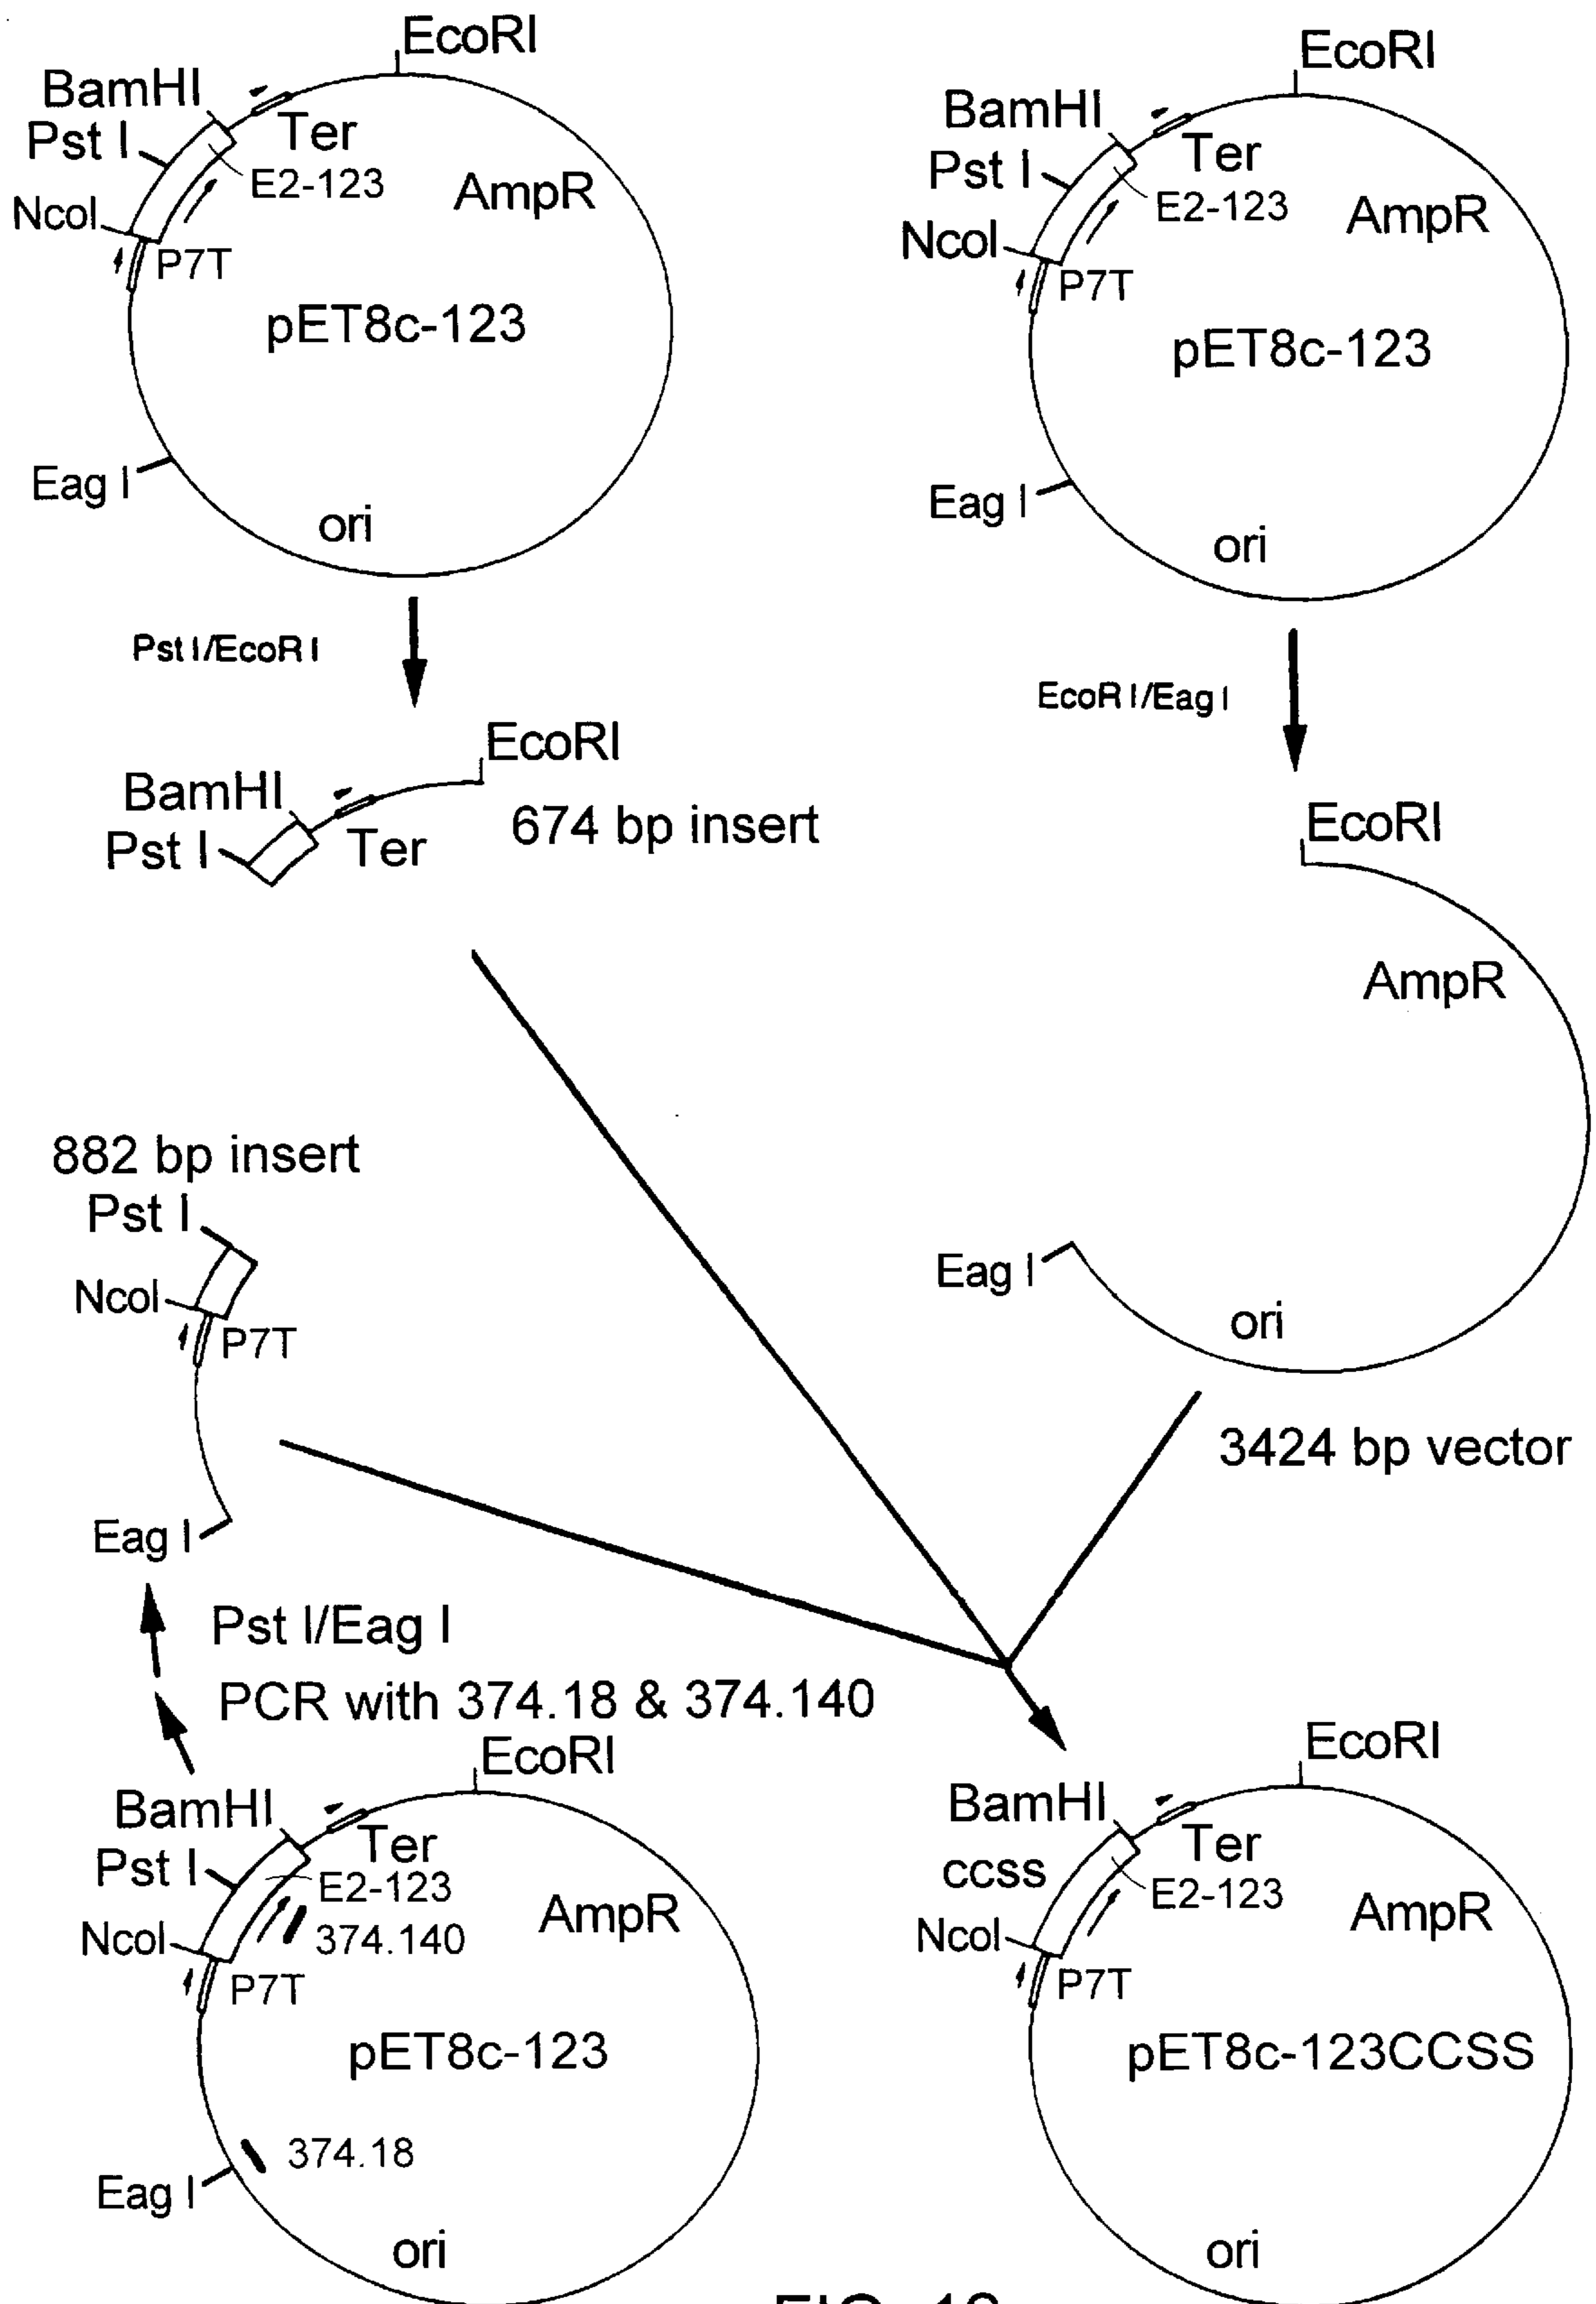 EcoRI
BamHI
Pst I
Ter
E2-123
AmpR
NcoI
P7T
pET8c-123
Eag I
ori
Pst I/EcoR I
EcoRI
BamHI
Pst I
Ter
E2-123
AmpR
NcoI
P7T
pET8c-123
Eag I
ori
EcoR I/Eag I
EcoRI
BamHI
Pst I
Ter
674 bp insert
EcoRI
AmpR
Eag I
ori
3424 bp vector
882 bp insert
Pst I
NcoI
P7T
Eag I
Pst I/Eag I
PCR with 374.18 & 374.140
EcoRI
BamHI
Pst I
Ter
E2-123
374.140
AmpR
NcoI
P7T
pET8c-123
374.18
Eag I
ori
EcoRI
BamHI
ccss
Ter
E2-123
AmpR
NcoI
P7T
pET8c-123CCSS
ori